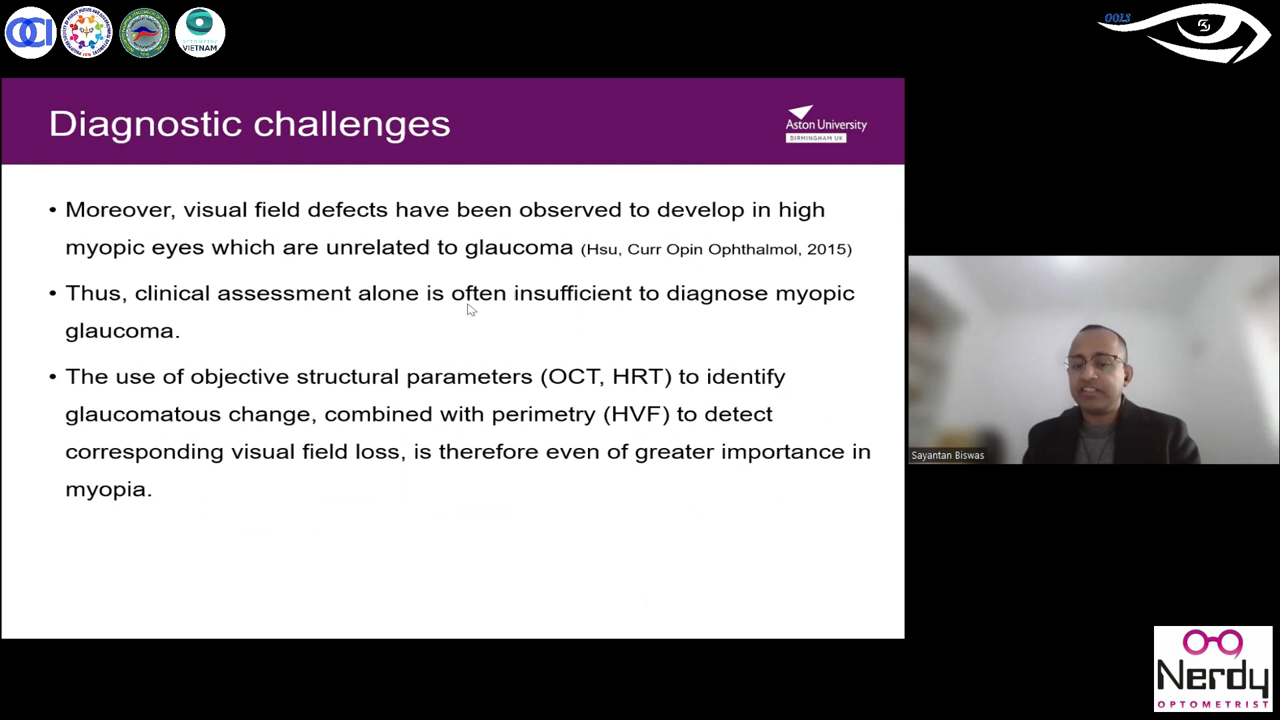 OCI
VIETNAM
OOLS
Diagnostic challenges
Aston University
BIRMINGHAM UK
• Moreover, visual field defects have been observed to develop in high
myopic eyes which are unrelated to glaucoma (Hsu, Curr Opin Ophthalmol, 2015)
• Thus, clinical assessment alone is often insufficient to diagnose myopic
glaucoma.
• The use of objective structural parameters (OCT, HRT) to identify
glaucomatous change, combined with perimetry (HVF) to detect
corresponding visual field loss, is therefore even of greater importance in
myopia.
Sayantan Biswas
Nerdy
OPTOMETRIST